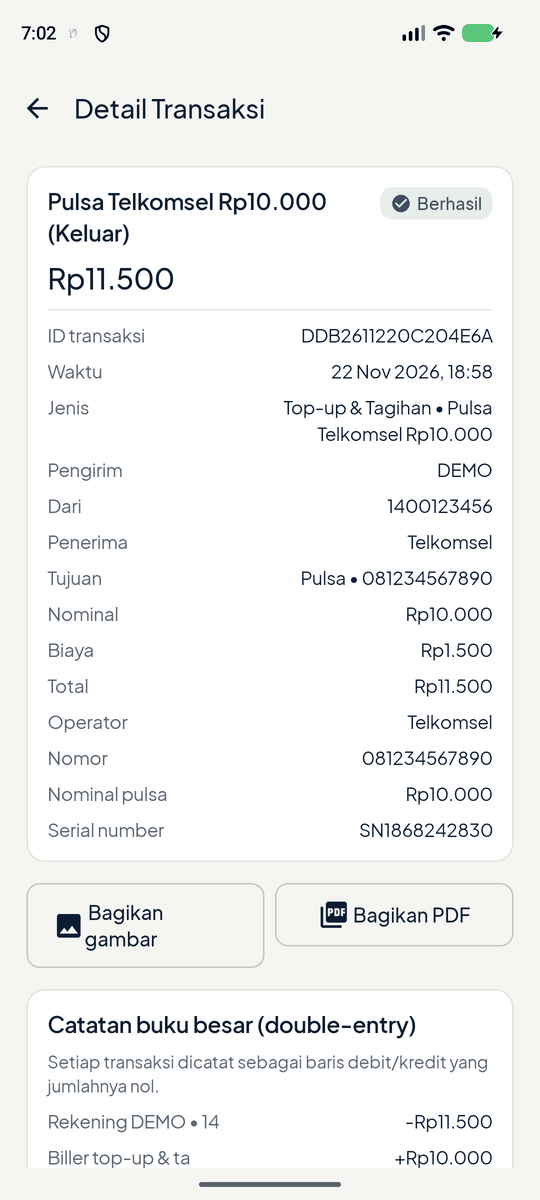 7:02
Detail Transaksi
Pulsa Telkomsel Rp10.000
(Keluar)
Berhasil
Rp11.500
ID transaksi DDB2611220C204E6A
Waktu 22 Nov 2026, 18:58
Jenis Top-up & Tagihan • Pulsa
Telkomsel Rp10.000
Pengirim DEMO
Dari 1400123456
Penerima Telkomsel
Tujuan Pulsa • 081234567890
Nominal Rp10.000
Biaya Rp1.500
Total Rp11.500
Operator Telkomsel
Nomor 081234567890
Nominal pulsa Rp10.000
Serial number SN1868242830
Bagikan
gambar
PDF Bagikan PDF
Catatan buku besar (double-entry)
Setiap transaksi dicatat sebagai baris debit/kredit yang
jumlahnya nol.
Rekening DEMO • 14 -Rp11.500
Biller top-up & ta +Rp10.000